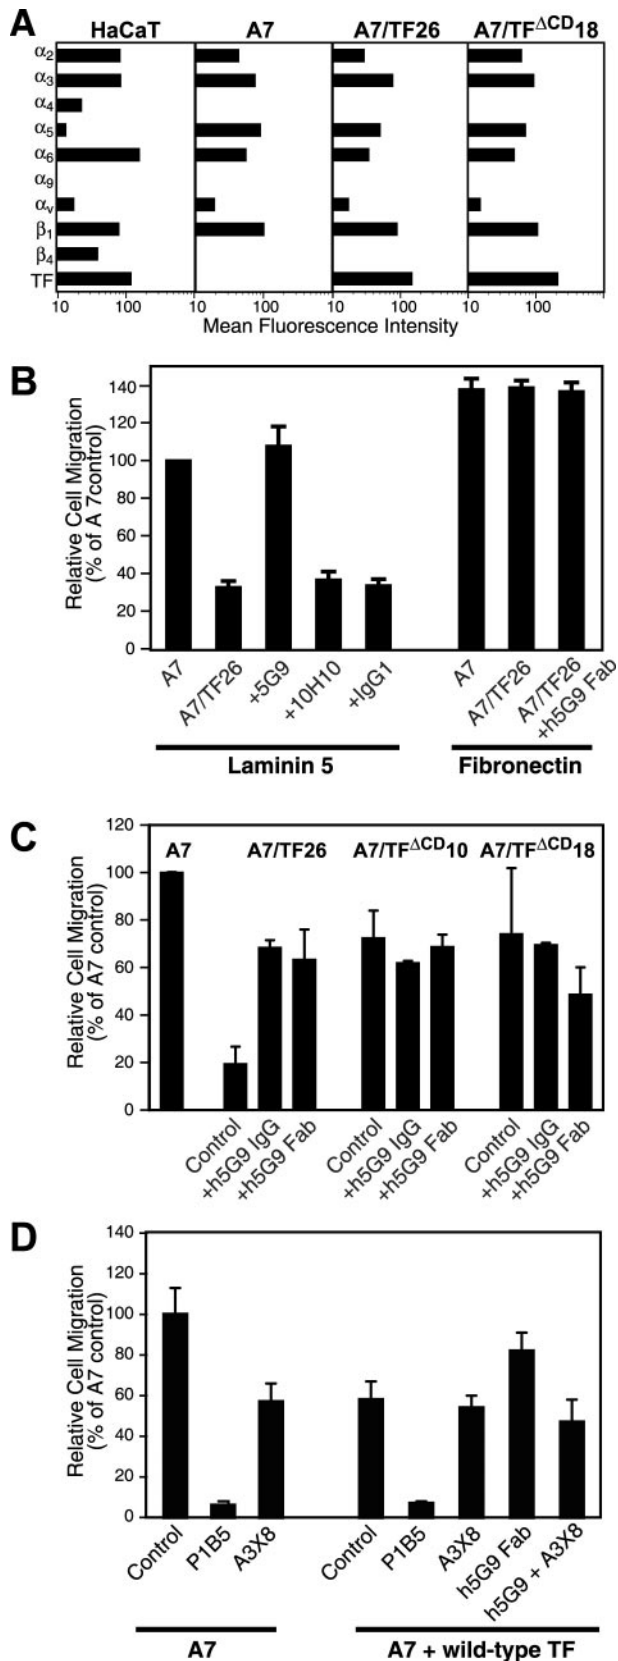 A
HaCaT A7 A7/TF26 A7/TF^ΔCD18
α2
α3
α4
α5
α6
α9
αv
β1
β4
TF
10 100 10 100 10 100 10 100
Mean Fluorescence Intensity
B
Relative Cell Migration
(% of A 7control)
140
120
100
80
60
40
20
0
A7
A7/TF26
+5G9
+10H10
+IgG1
A7
A7/TF26
A7/TF26
+h5G9 Fab
Laminin 5 Fibronectin
C
Relative Cell Migration
(% of A7 control)
120
100
80
60
40
20
0
A7 A7/TF26 A7/TF^ΔCD10 A7/TF^ΔCD18
Control
+h5G9 IgG
+h5G9 Fab
Control
+h5G9 IgG
+h5G9 Fab
Control
+h5G9 IgG
+h5G9 Fab
D
Relative Cell Migration
(% of A7 control)
140
120
100
80
60
40
20
0
Control
P1B5
A3X8
Control
P1B5
A3X8
h5G9 Fab
h5G9 + A3X8
A7 A7 + wild-type TF